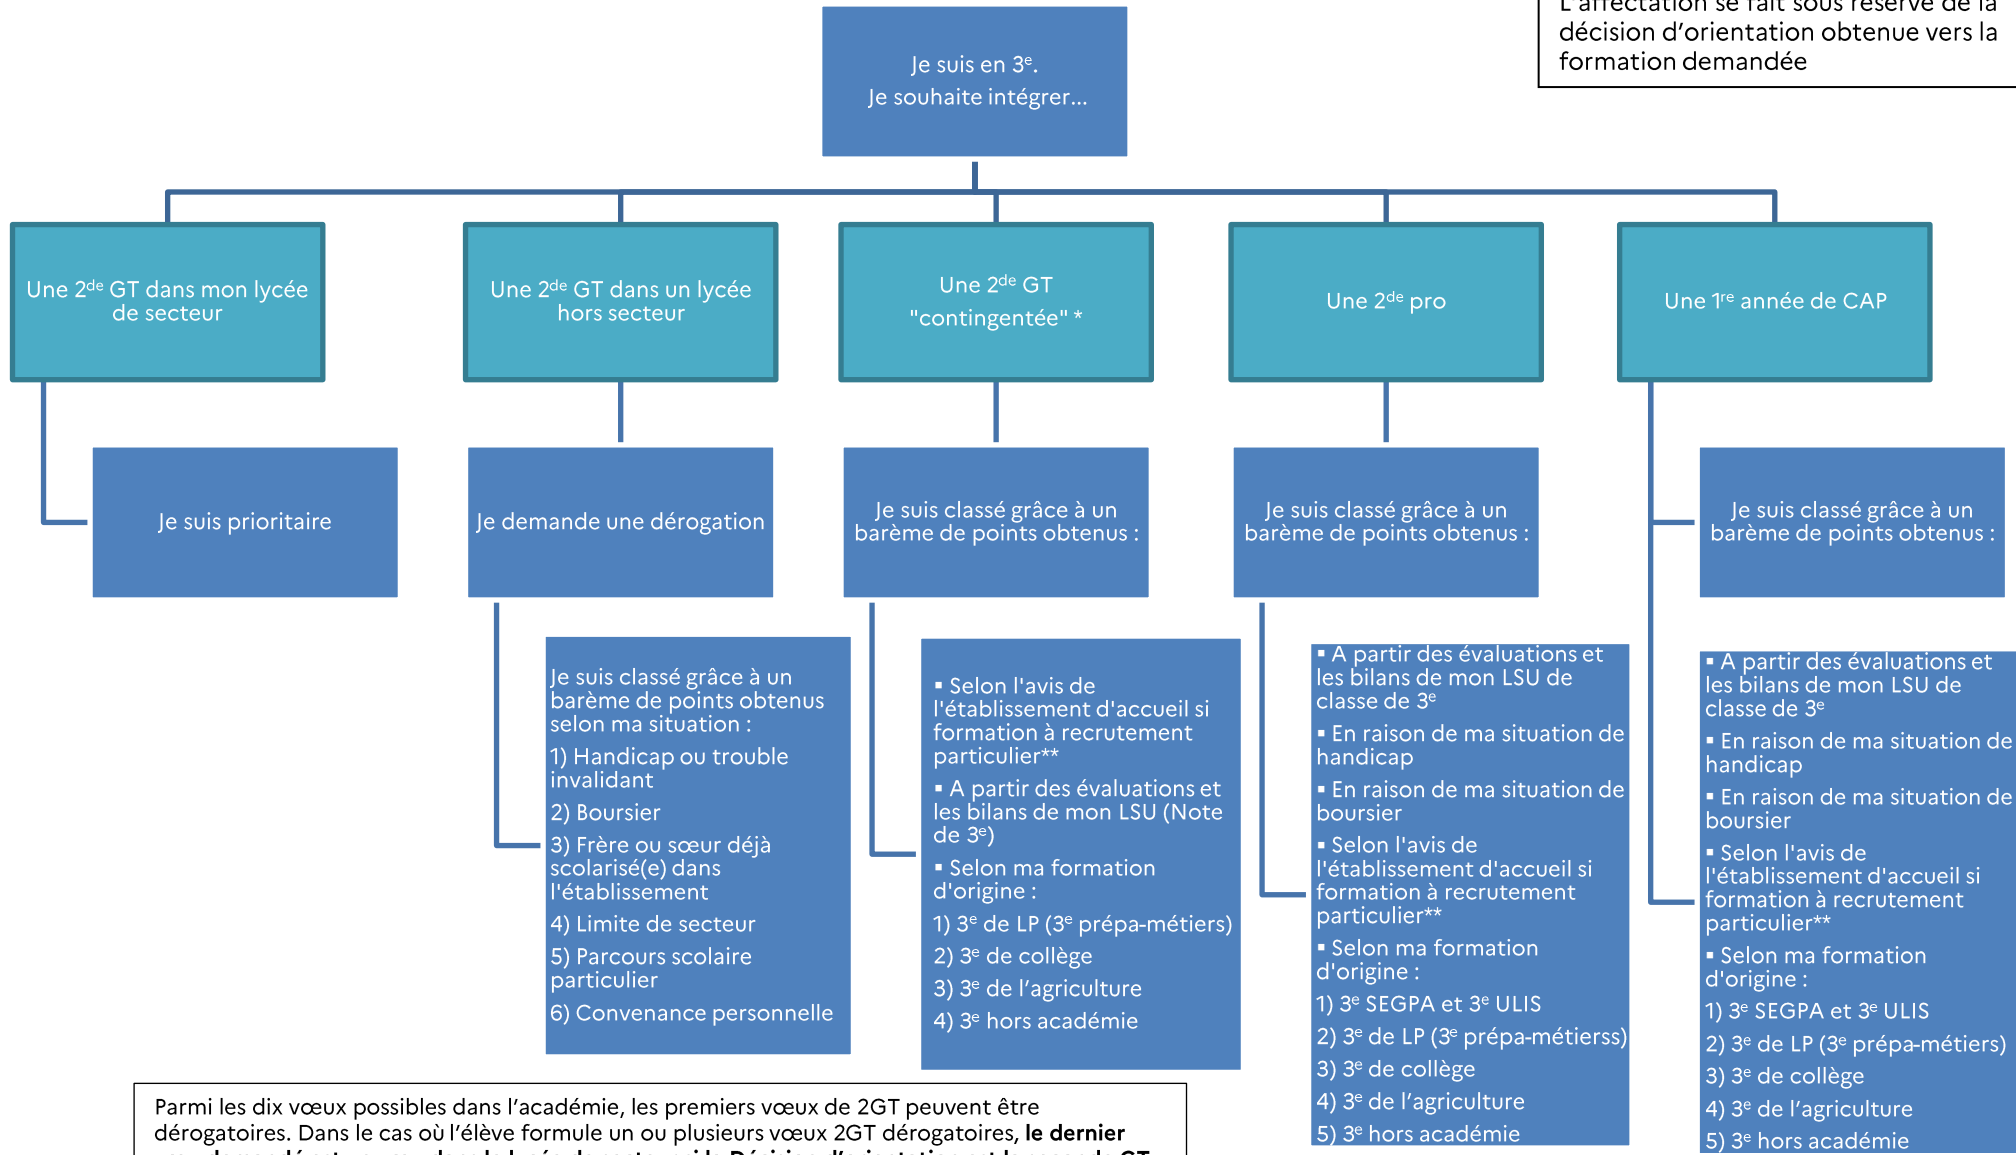 L'affectation se fait sous réserve de la
décision d'orientation obtenue vers la
formation demandée
Je suis en 3e.
Je souhaite intégrer...
Une 2de GT dans mon lycée
de secteur
Une 2de GT dans un lycée
hors secteur
Une 2de GT
"contingentée" *
Une 2de pro
Une 1re année de CAP
Je suis prioritaire
Je demande une dérogation
Je suis classé grâce à un
barème de points obtenus :
Je suis classé grâce à un
barème de points obtenus :
Je suis classé grâce à un
barème de points obtenus :
Je suis classé grâce à un
barème de points obtenus
selon ma situation :
1) Handicap ou trouble
invalidant
2) Boursier
3) Frère ou sœur déjà
scolarisé(e) dans
l'établissement
4) Limite de secteur
5) Parcours scolaire
particulier
6) Convenance personnelle
▪ Selon l'avis de
l'établissement d'accueil si
formation à recrutement
particulier**
▪ A partir des évaluations et
les bilans de mon LSU (Note
de 3e)
▪ Selon ma formation
d'origine :
1) 3e de LP (3e prépa-métiers)
2) 3e de collège
3) 3e de l'agriculture
4) 3e hors académie
▪ A partir des évaluations et
les bilans de mon LSU de
classe de 3e
▪ En raison de ma situation de
handicap
▪ En raison de ma situation de
boursier
▪ Selon l'avis de
l'établissement d'accueil si
formation à recrutement
particulier**
▪ Selon ma formation
d'origine :
1) 3e SEGPA et 3e ULIS
2) 3e de LP (3e prépa-métierss)
3) 3e de collège
4) 3e de l'agriculture
5) 3e hors académie
▪ A partir des évaluations et
les bilans de mon LSU de
classe de 3e
▪ En raison de ma situation de
handicap
▪ En raison de ma situation de
boursier
▪ Selon l'avis de
l'établissement d'accueil si
formation à recrutement
particulier**
▪ Selon ma formation
d'origine :
1) 3e SEGPA et 3e ULIS
2) 3e de LP (3e prépa-métiers)
3) 3e de collège
4) 3e de l'agriculture
5) 3e hors académie
Parmi les dix vœux possibles dans l'académie, les premiers vœux de 2GT peuvent être
dérogatoires. Dans le cas où l'élève formule un ou plusieurs vœux 2GT dérogatoires, le dernier